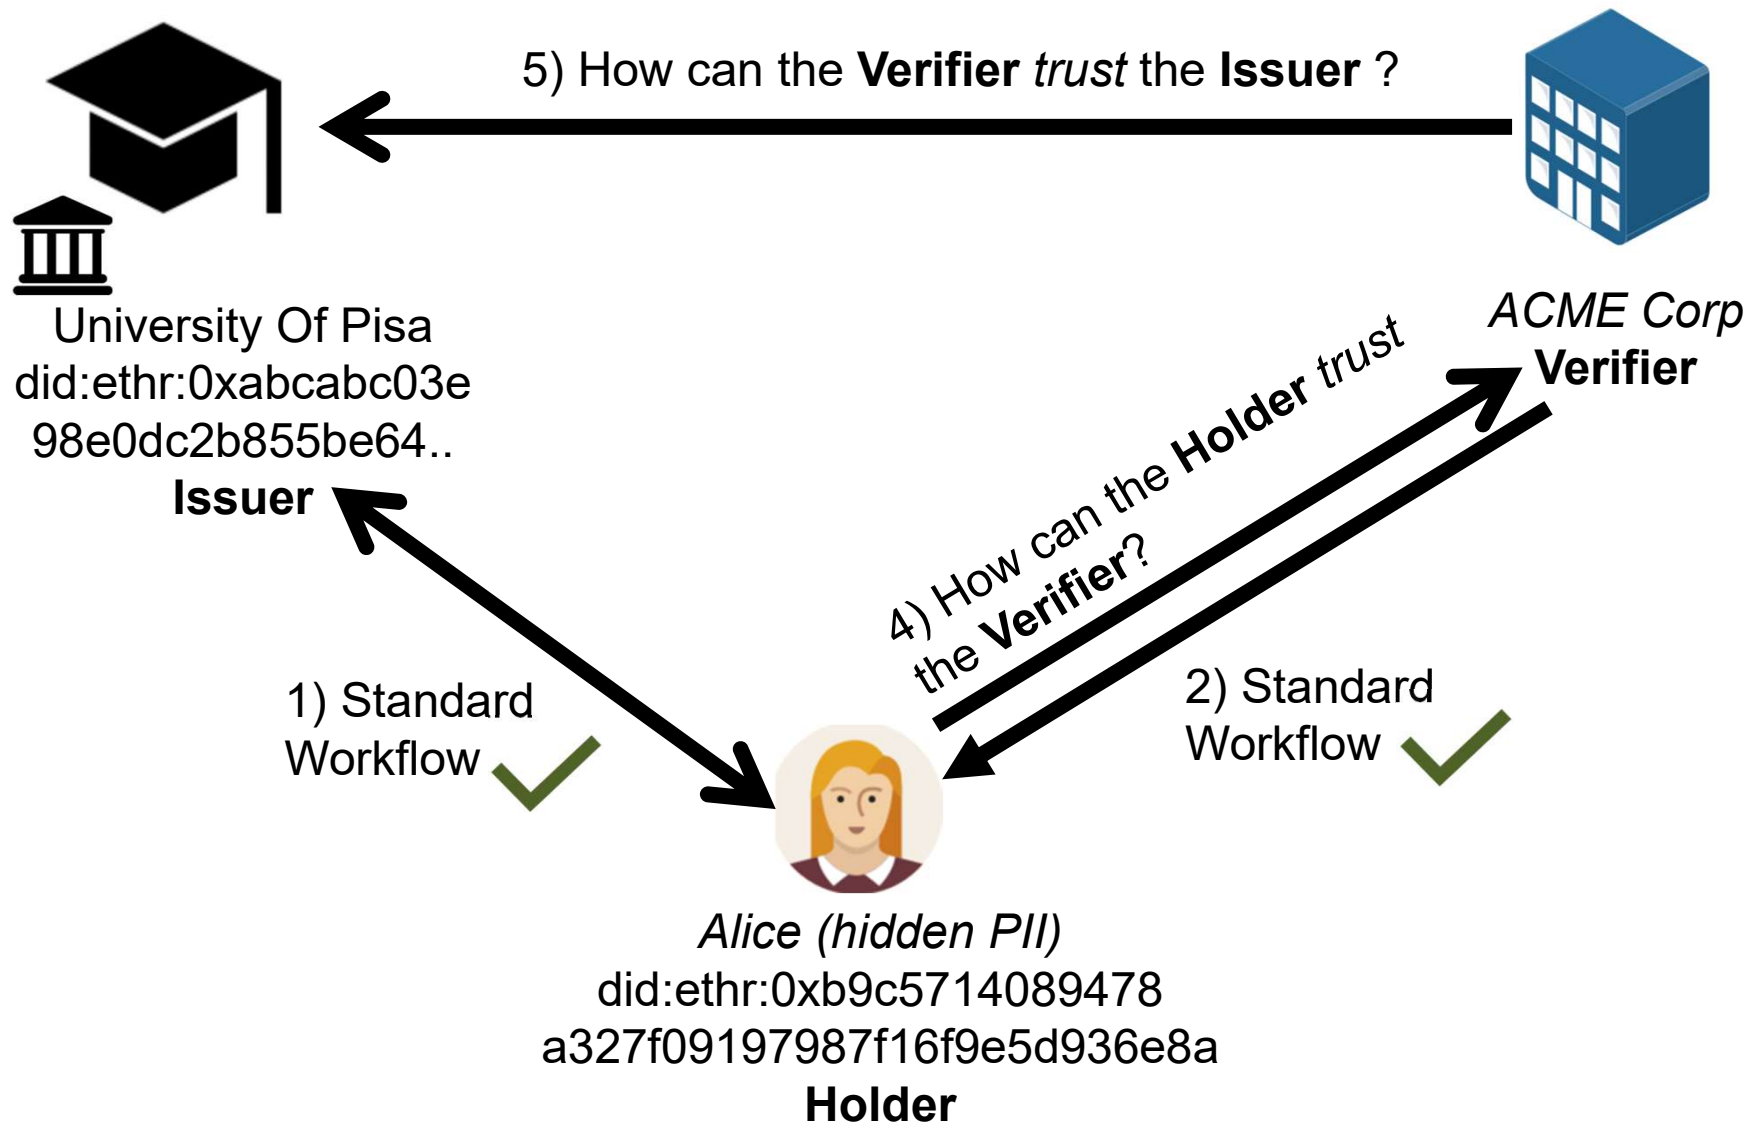 5) How can the Verifier trust the Issuer ?
University Of Pisa
did:ethr:0xabcabc03e
98e0dc2b855be64..
Issuer
ACME Corp
Verifier
4) How can the Holder trust
the Verifier?
1) Standard
Workflow
2) Standard
Workflow
Alice (hidden PII)
did:ethr:0xb9c5714089478
a327f09197987f16f9e5d936e8a
Holder